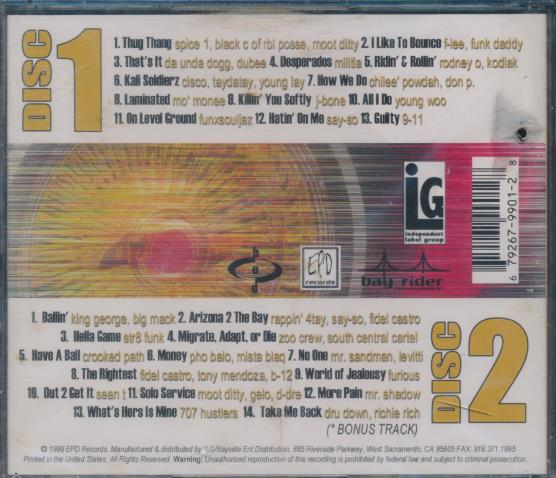 DISC 1
1. Thug Thang spice 1, black c of rbl posse, moot ditty 2. I Like To Bounce f-lee, funk daddy
3. That's It da unda dogg, dubee 4. Desperados militia 5. Ridin' & Rollin' rodney o, kodiak
6. Kali Soldierz cisco, taydatay, young lay 7. How We Do chilee' powdah, don p.
8. Laminated mo' monee 9. Killin' You Softly j-bone 10. All I Do young woo
11. On Level Ground funxsouljaz 12. Hatin' On Me say-so 13. Guilty 9-11
iLG
independent
label group
6 79267-9901-2 8
EPD
records
bay rider
entertainment
1. Ballin' king george, big mack 2. Arizona 2 The Bay rappin' 4tay, say-so, fidel castro
3. Hella Game str8 funk 4. Migrate, Adapt, or Die zoo crew, south central cartel
5. Have A Ball crooked path 6. Money pho balo, mista blaq 7. No One mr. sandman, levitti
8. The Rightest fidel castro, tony mendoza, b-12 9. World of Jealousy furious
10. Out 2 Get It sean t 11. Solo Service moot ditty, gelo, d-dre 12. More Pain mr. shadow
13. What's Hers Is Mine 707 hustlers 14. Take Me Back dru down, richie rich
(* BONUS TRACK)
DISC 2
© 1999 EPD Records. Manufactured & distributed by ILG/Bayside Ent.Distribution, 885 Riverside Parkway, West Sacramento, CA 95605 FAX: 916.371.1995
Printed in the United States. All Rights Reserved. Warning: Unauthorized reproduction of this recording is prohibited by federal law and subject to criminal prosecution.